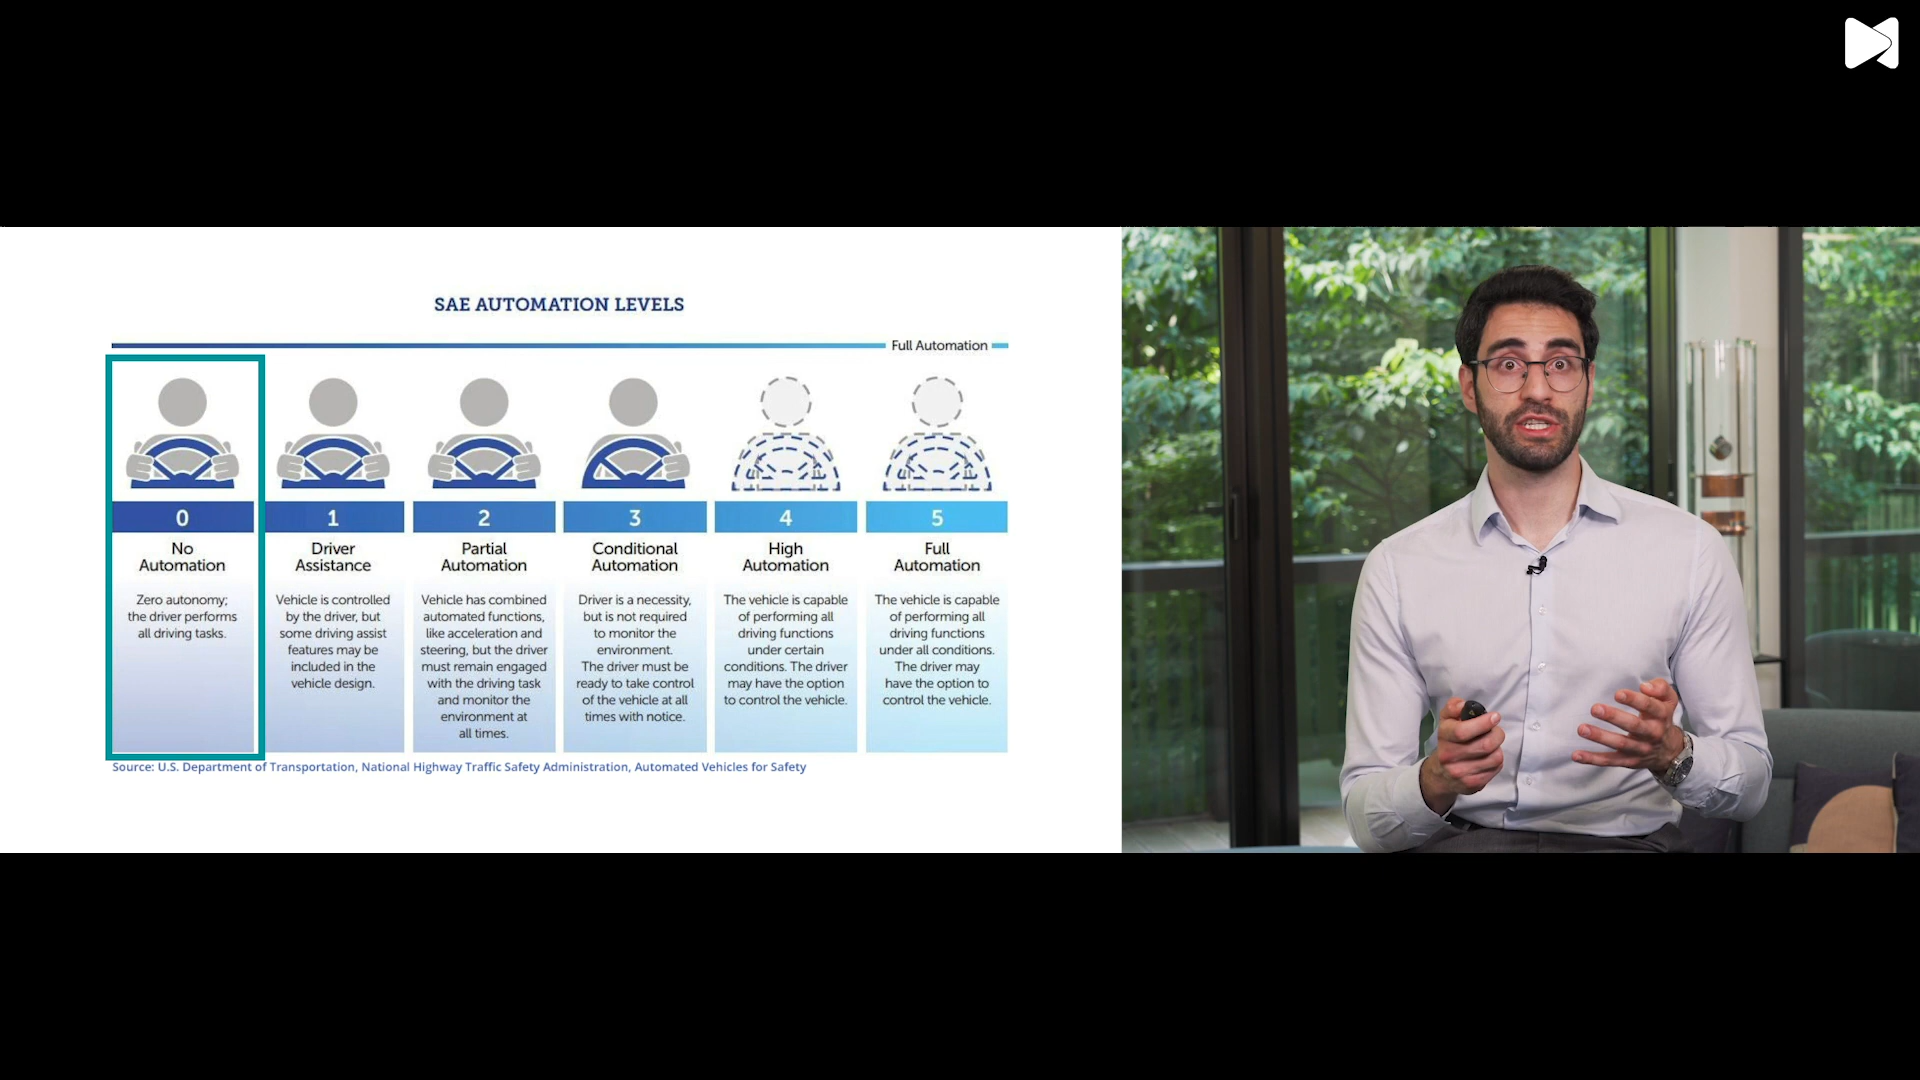 SAE AUTOMATION LEVELS
Full Automation
0
No
Automation
Zero autonomy;
the driver performs
all driving tasks.
1
Driver
Assistance
Vehicle is controlled
by the driver, but
some driving assist
features may be
included in the
vehicle design.
2
Partial
Automation
Vehicle has combined
automated functions,
like acceleration and
steering, but the driver
must remain engaged
with the driving task
and monitor the
environment at
all times.
3
Conditional
Automation
Driver is a necessity,
but is not required
to monitor the
environment.
The driver must be
ready to take control
of the vehicle at all
times with notice.
4
High
Automation
The vehicle is capable
of performing all
driving functions
under certain
conditions. The driver
may have the option
to control the vehicle.
5
Full
Automation
The vehicle is capable
of performing all
driving functions
under all conditions.
The driver may
have the option to
control the vehicle.
Source: U.S. Department of Transportation, National Highway Traffic Safety Administration, Automated Vehicles for Safety